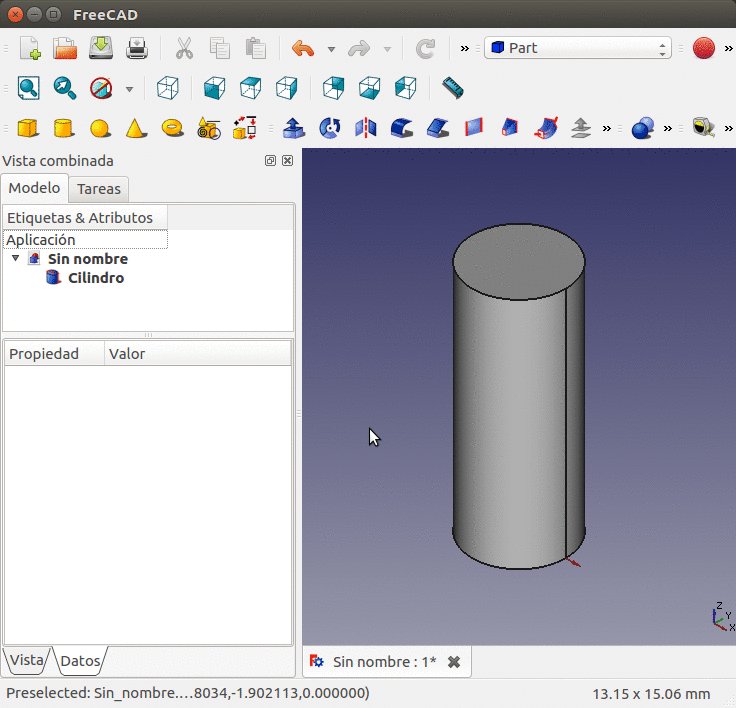 FreeCAD
» Part » 
» » »
Vista combinada
Modelo Tareas
Etiquetas & Atributos
Aplicación
Sin nombre
Cilindro
Propiedad Valor
Z
Y
X
Vista Datos
Sin nombre : 1*
Preselected: Sin_nombre....8034,-1.902113,0.000000) 13.15 x 15.06 mm